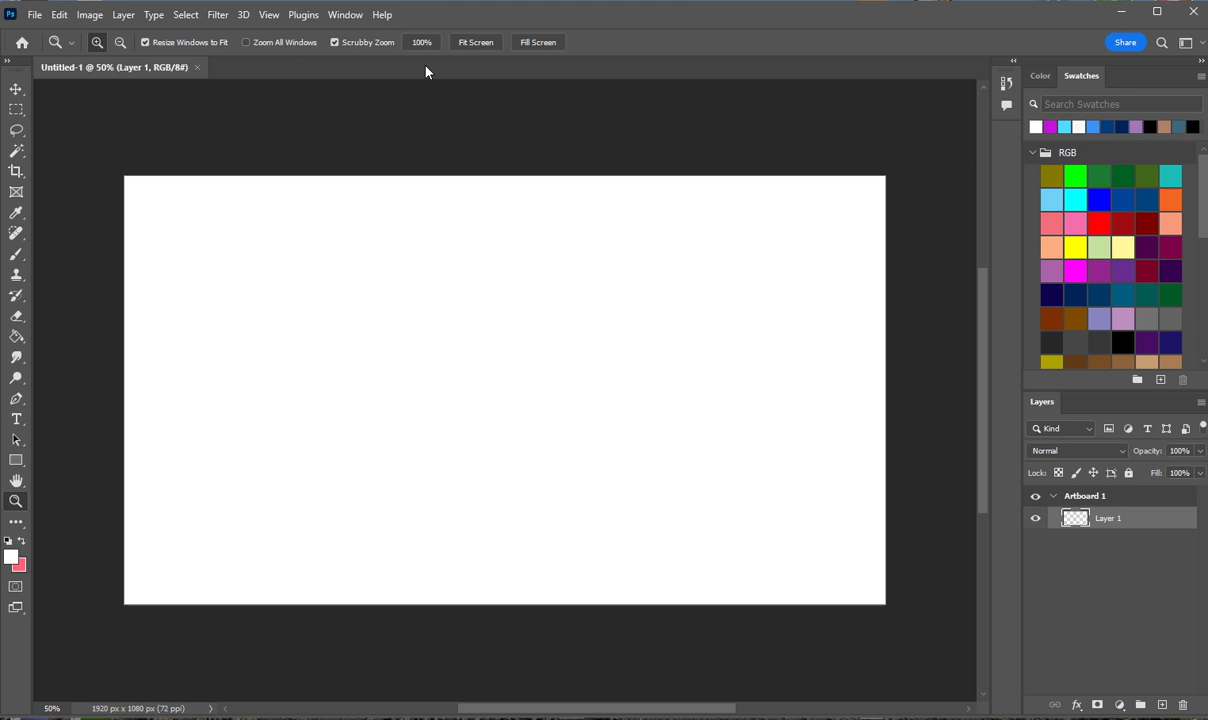 Ps File Edit Image Layer Type Select Filter 3D View Plugins Window Help
Resize Windows to Fit Zoom All Windows Scrubby Zoom 100% Fit Screen Fill Screen Share
Untitled-1 @ 50% (Layer 1, RGB/8#) ×
Color Swatches
Search Swatches
RGB
Layers
Kind
Normal Opacity: 100%
Lock: Fill: 100%
Artboard 1
Layer 1
50% 1920 px x 1080 px (72 ppi)